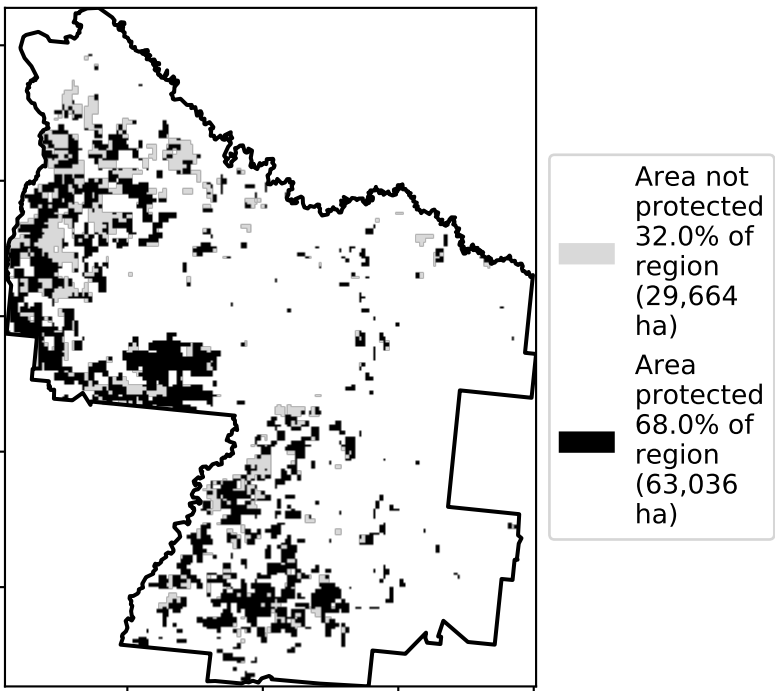 Area not
protected
32.0% of
region
(29,664
ha)
Area
protected
68.0% of
region
(63,036
ha)